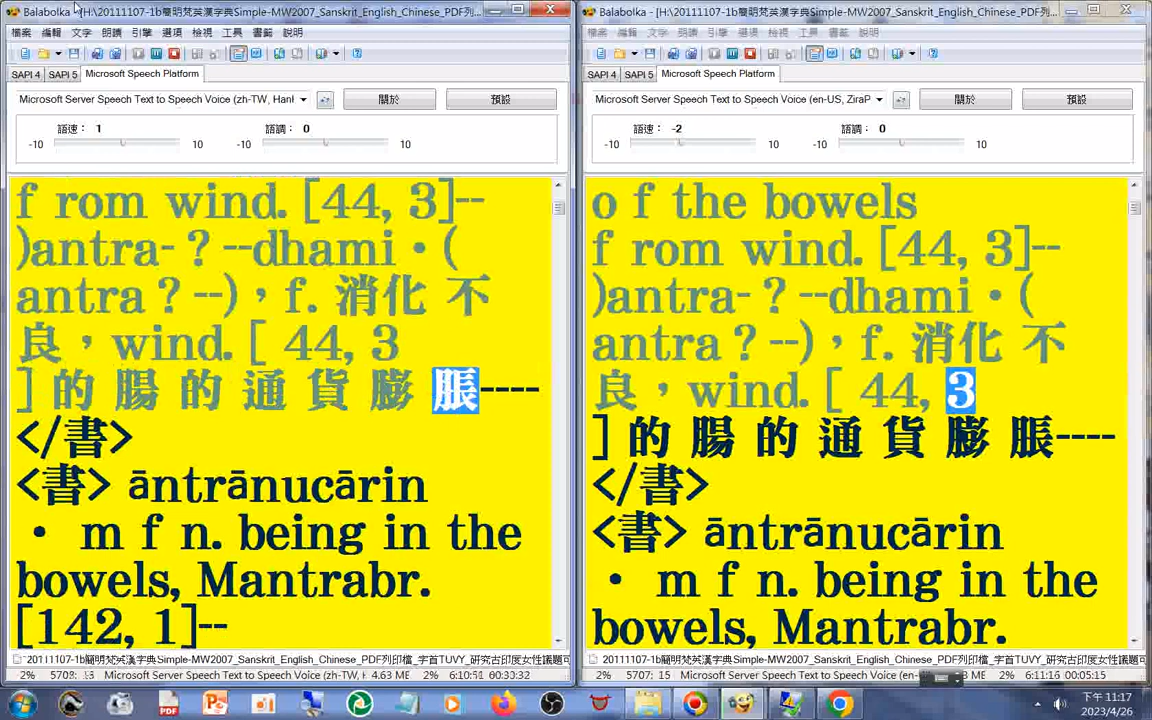 Balabolka - [H:\20111107-1b簡明梵英漢字典Simple-MW2007_Sanskrit_English_Chinese_PDF列印...
檔案 編輯 文字 朗讀 引擎 選項 檢視 工具 書籤 說明
SAPI 4 SAPI 5 Microsoft Speech Platform
Microsoft Server Speech Text to Speech Voice (zh-TW, Hanl
關於
預設
語速： 1
語調： 0
-10 10 -10 10
f rom wind. [44, 3]--
)antra-？--dhami•(
antra？--)，f. 消化 不
良，wind. [ 44, 3
] 的 腸 的 通 貨 膨 脹----
</書>
<書> āntrānucārin
• m f n. being in the
bowels, Mantrabr.
[142, 1]--
20111107-1b簡明梵英漢字典Simple-MW2007_Sanskrit_English_Chinese_PDF列印檔_字首TUVY_研究古印度女性議題可
2% Microsoft Server Speech Text to Speech Voice (zh-TW, Hanl 4.63 ME 2% 6:10:51
Balabolka - [H:\20111107-1b簡明梵英漢字典Simple-MW2007_Sanskrit_English_Chinese_PDF列印...
檔案 編輯 文字 朗讀 引擎 選項 檢視 工具 書籤 說明
SAPI 4 SAPI 5 Microsoft Speech Platform
Microsoft Server Speech Text to Speech Voice (en-US, ZiraP
關於
預設
語速： -2
語調： 0
-10 10 -10 10
o f the bowels
f rom wind. [44, 3]--
)antra-？--dhami•(
antra？--)，f. 消化 不
良，wind. [ 44, 3
] 的 腸 的 通 貨 膨 脹----
</書>
<書> āntrānucārin
• m f n. being in the
bowels, Mantrabr.
20111107-1b簡明梵英漢字典Simple-MW2007_Sanskrit_English_Chinese_PDF列印檔_字首TUVY_研究古印度女性議題可
2% 5707: 15 Microsoft Server Speech Text to Speech Voice (en-US, ZiraP ME 2% 6:11:16 00:05:15
PDF
下午 11:17
2023/4/26